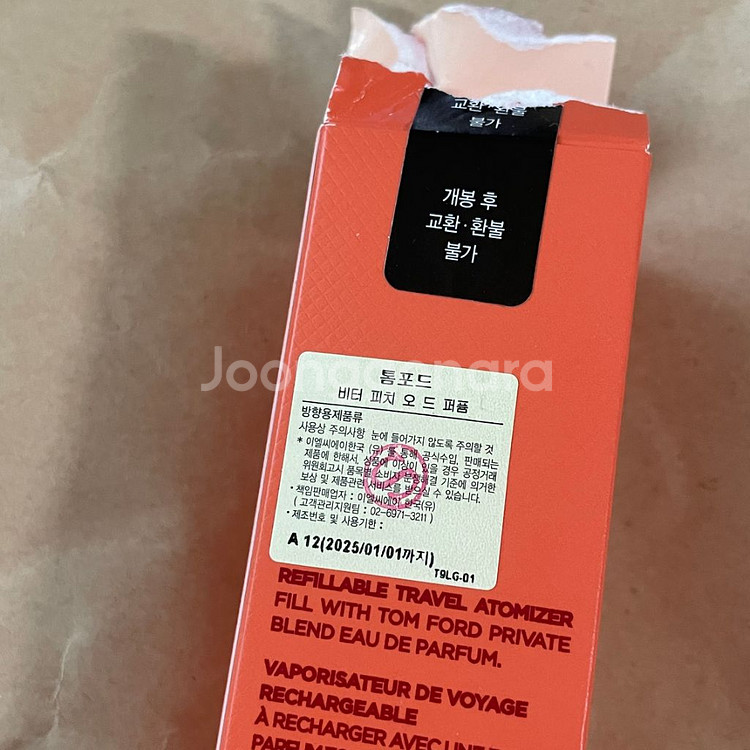 교환·환불
불가
개봉 후
교환·환불
불가
Joonggonara
톰포드
비터 피치 오 드 퍼퓸
방향용제품류
사용상 주의사항 눈에 들어가지 않도록 주의할 것
* 이엘씨에이한국 (유)를 통해 공식수입, 판매되는
제품에 한해서, 상품에 이상이 있을 경우 공정거래
위원회고시 품목별 소비자 분쟁해결 기준에 의거한
보상 및 제품관련 서비스를 받으실 수 있습니다.
• 책임판매업자 : 이엘씨에이 한국(유)
( 고객관리지원팀 : 02-6971-3211 )
• 제조번호 및 사용기한 :
A 12(2025/01/01까지)
T9LG-01
REFILLABLE TRAVEL ATOMIZER
FILL WITH TOM FORD PRIVATE
BLEND EAU DE PARFUM.
VAPORISATEUR DE VOYAGE
RECHARGEABLE
À RECHARGER AVEC UNE